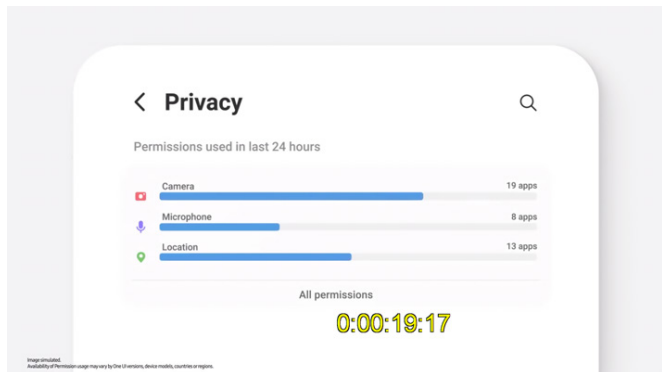 Privacy
Permissions used in last 24 hours
Camera 19 apps
Microphone 8 apps
Location 13 apps
All permissions
0:00:19:17
Image simulated.
Availability of Permission usage may vary by One UI versions, device models, countries or regions.